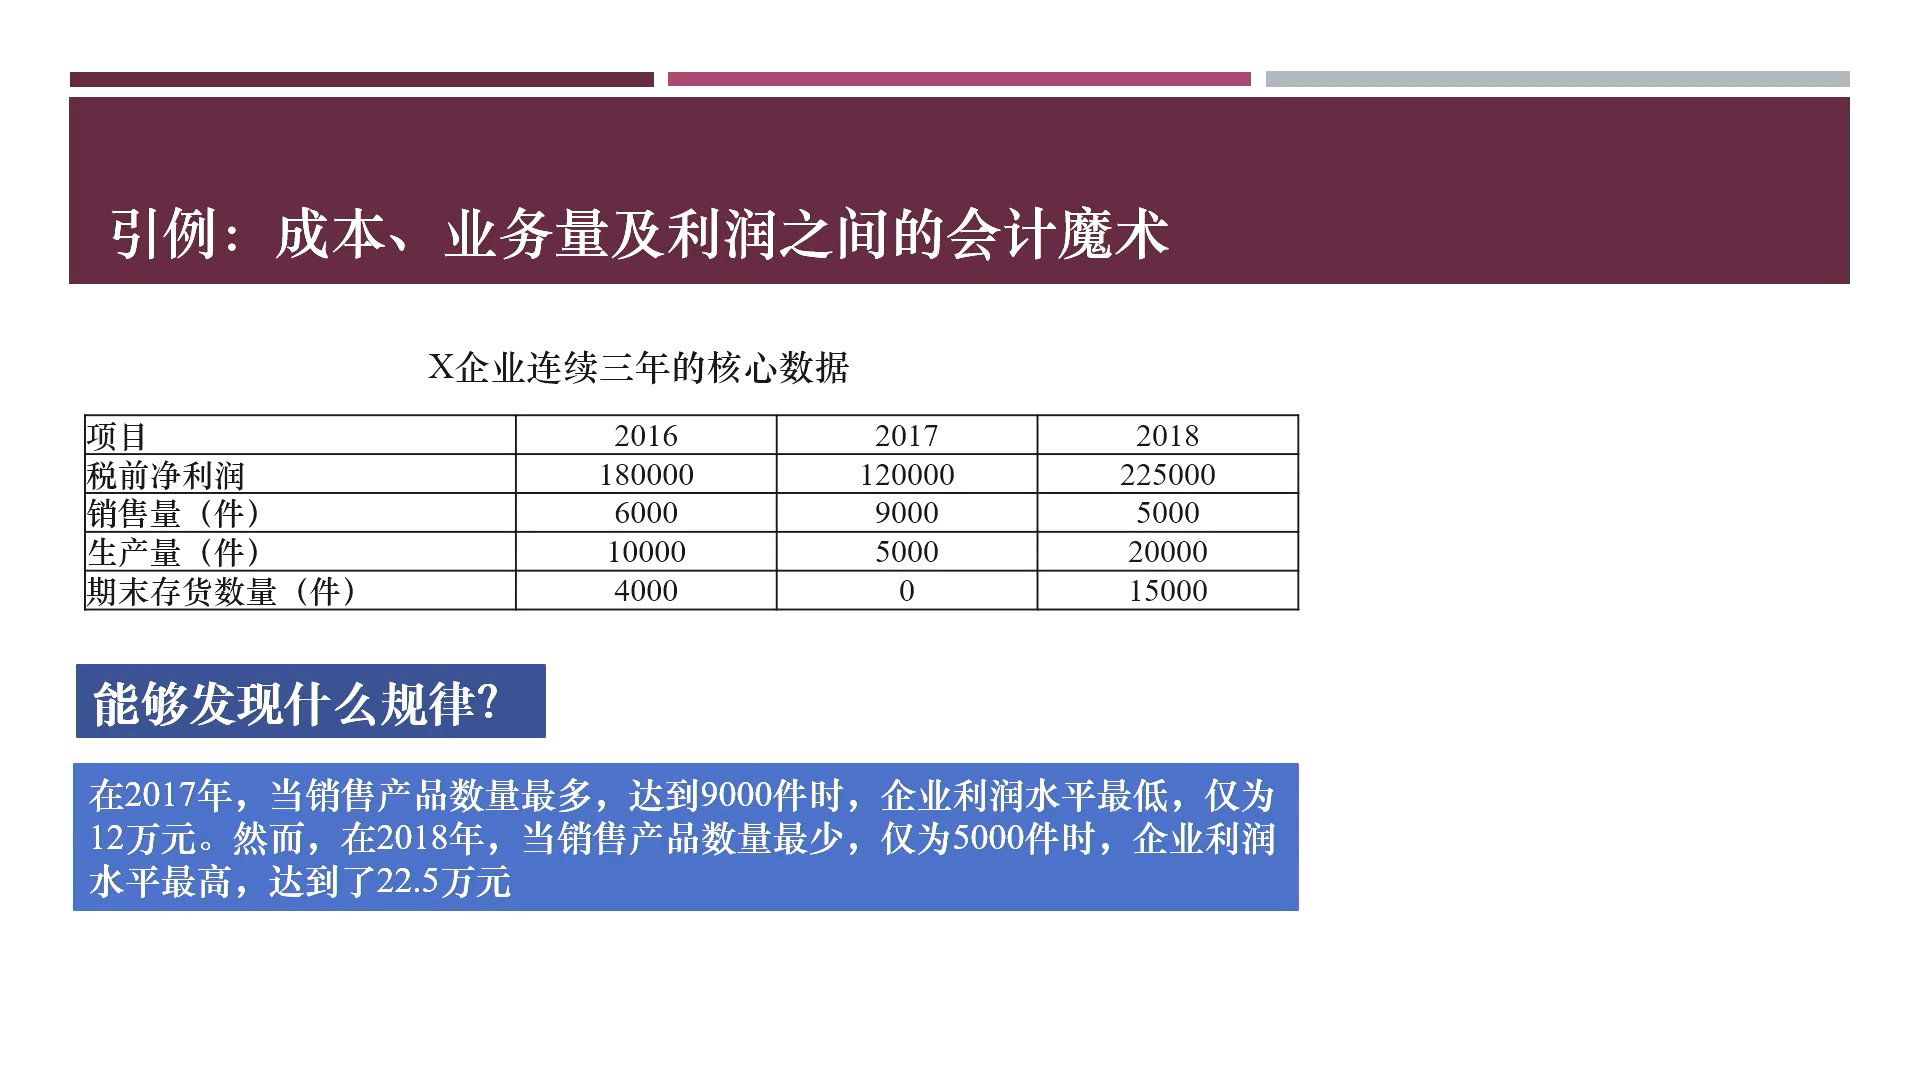 引例：成本、业务量及利润之间的会计魔术
X企业连续三年的核心数据
项目 2016 2017 2018
税前净利润 180000 120000 225000
销售量（件） 6000 9000 5000
生产量（件） 10000 5000 20000
期末存货数量（件） 4000 0 15000
能够发现什么规律？
在2017年，当销售产品数量最多，达到9000件时，企业利润水平最低，仅为
12万元。然而，在2018年，当销售产品数量最少，仅为5000件时，企业利润
水平最高，达到了22.5万元